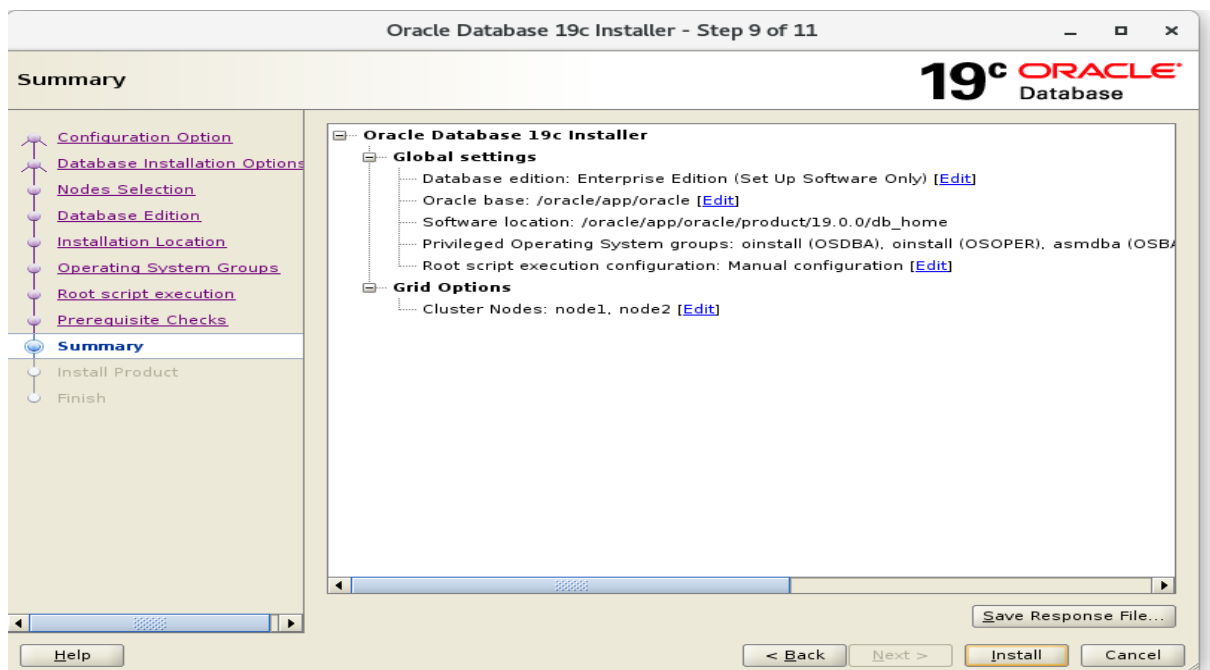 Oracle Database 19c Installer - Step 9 of 11
Summary
19c ORACLE
Database
Configuration Option
Database Installation Options
Nodes Selection
Database Edition
Installation Location
Operating System Groups
Root script execution
Prerequisite Checks
Summary
Install Product
Finish
Oracle Database 19c Installer
Global settings
Database edition: Enterprise Edition (Set Up Software Only) [Edit]
Oracle base: /oracle/app/oracle [Edit]
Software location: /oracle/app/oracle/product/19.0.0/db_home
Privileged Operating System groups: oinstall (OSDBA), oinstall (OSOPER), asmdba (OSBA
Root script execution configuration: Manual configuration [Edit]
Grid Options
Cluster Nodes: node1, node2 [Edit]
Save Response File...
Help
< Back
Next >
Install
Cancel